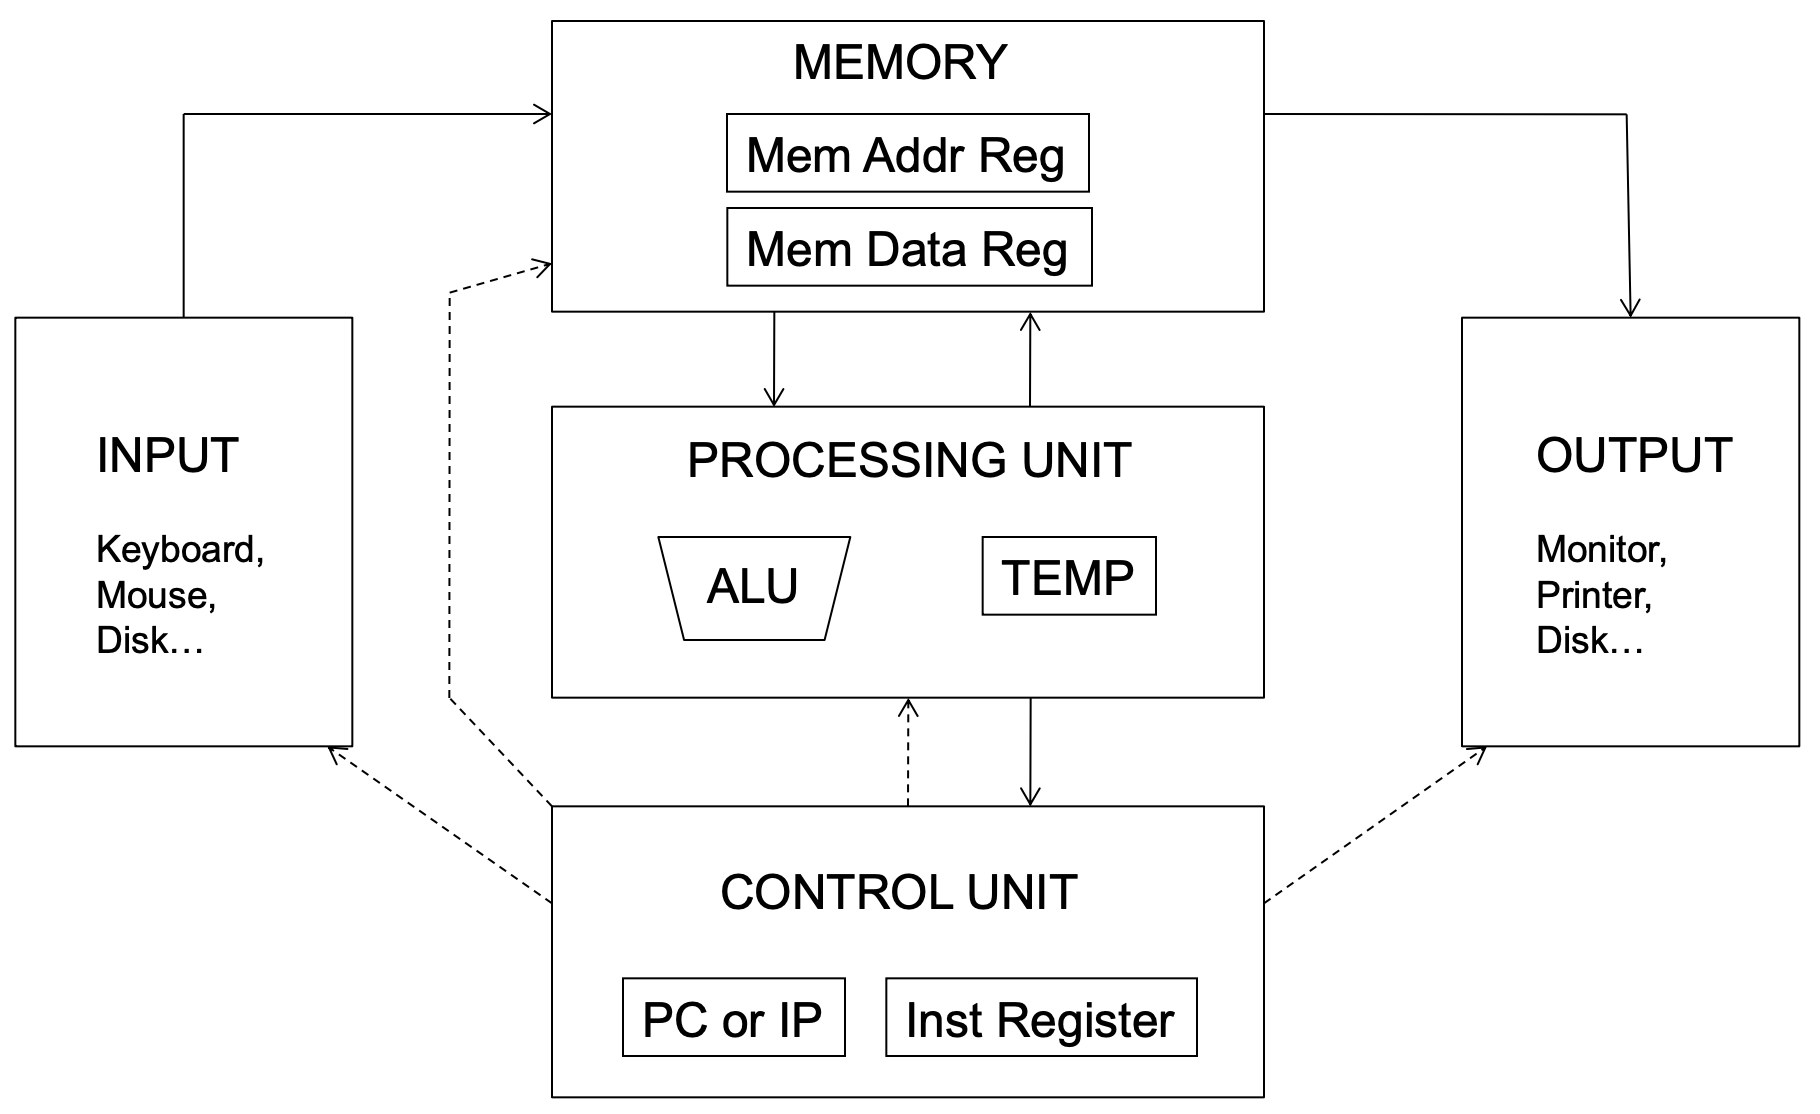 MEMORY
Mem Addr Reg
Mem Data Reg
INPUT
Keyboard,
Mouse,
Disk…
PROCESSING UNIT
ALU
TEMP
OUTPUT
Monitor,
Printer,
Disk…
CONTROL UNIT
PC or IP
Inst Register